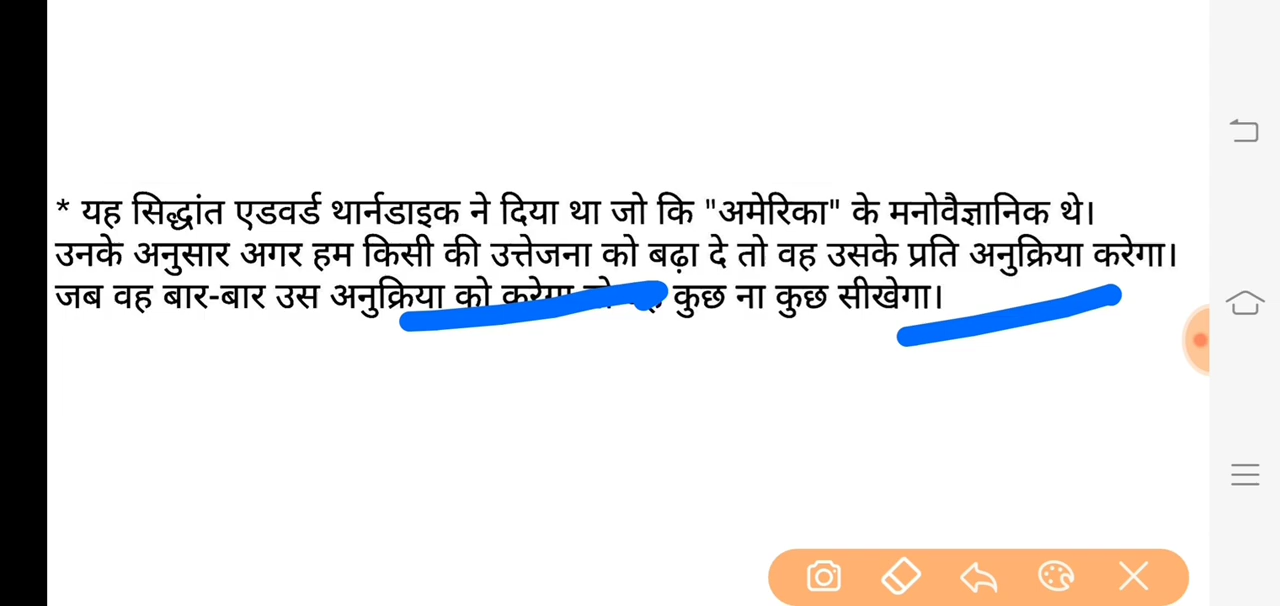 * यह सिद्धांत एडवर्ड थार्नडाइक ने दिया था जो कि "अमेरिका" के मनोवैज्ञानिक थे।
उनके अनुसार अगर हम किसी की उत्तेजना को बढ़ा दे तो वह उसके प्रति अनुक्रिया करेगा।
जब वह बार-बार उस अनुक्रिया को करेगा कुछ ना कुछ सीखेगा।